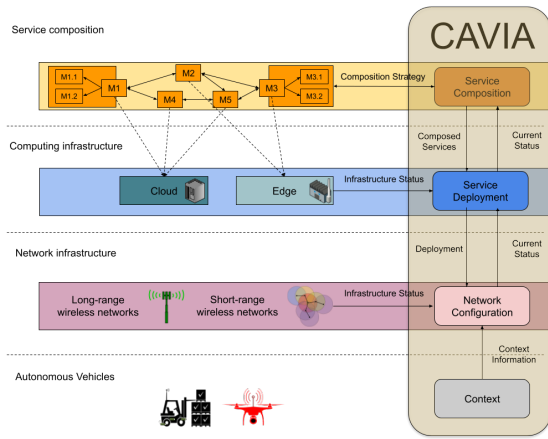 CAVIA
Service composition
M1.1
M1.2
M1
M2
M4
M5
M3
M3.1
M3.2
Composition Strategy
Service
Composition
Composed
Services
Current
Status
Computing infrastructure
Cloud
Edge
Infrastructure Status
Service
Deployment
Deployment
Current
Status
Network infrastructure
Long-range
wireless networks
Short-range
wireless networks
Infrastructure Status
Network
Configuration
Context
Information
Autonomous Vehicles
Context